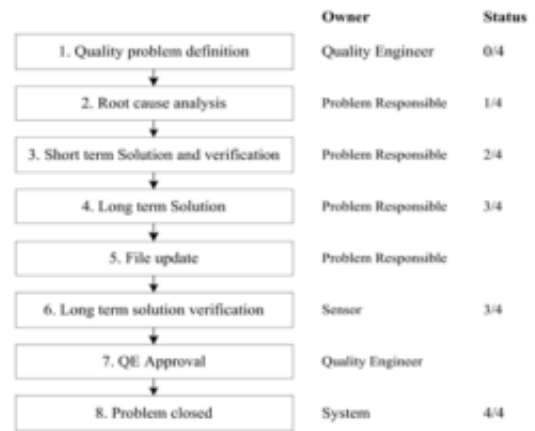 Owner Status
1. Quality problem definition Quality Engineer 0/4
2. Root cause analysis Problem Responsible 1/4
3. Short term Solution and verification Problem Responsible 2/4
4. Long term Solution Problem Responsible 3/4
5. File update Problem Responsible
6. Long term solution verification Sensor 3/4
7. QE Approval Quality Engineer
8. Problem closed System 4/4